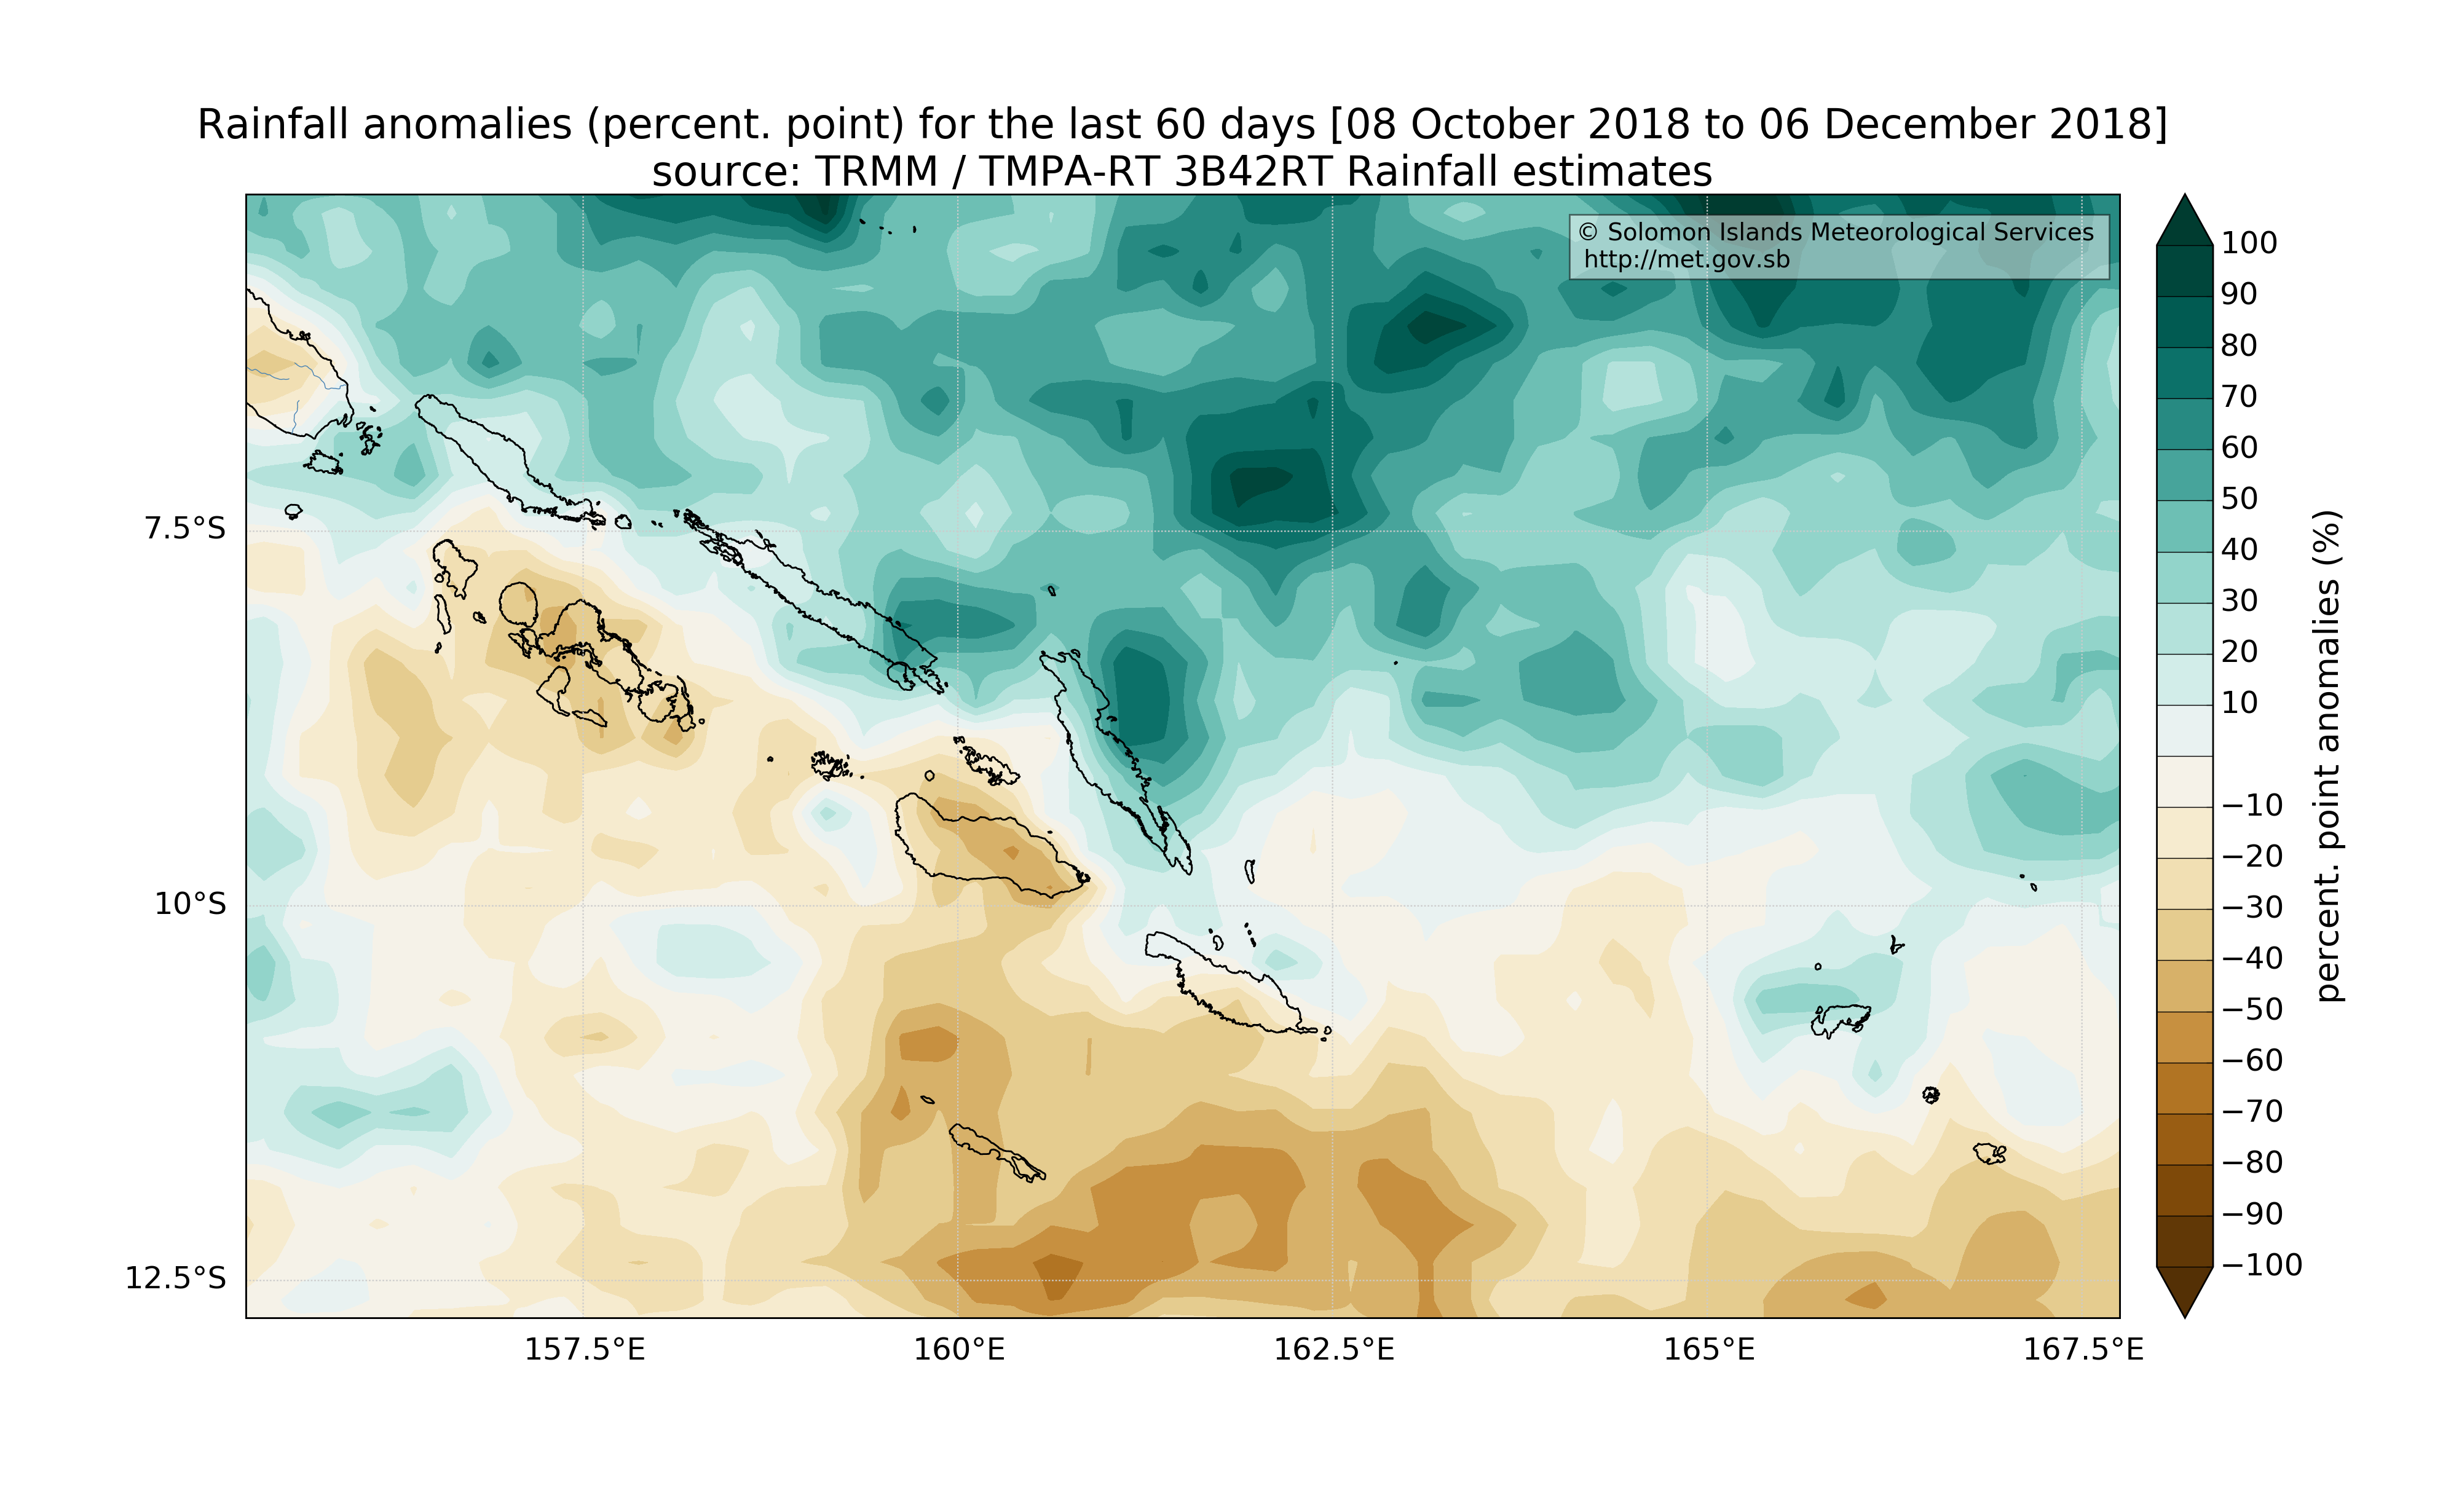 Rainfall anomalies (percent. point) for the last 60 days [08 October 2018 to 06 December 2018]
source: TRMM / TMPA-RT 3B42RT Rainfall estimates
© Solomon Islands Meteorological Services
http://met.gov.sb
7.5°S
10°S
12.5°S
157.5°E
160°E
162.5°E
165°E
167.5°E
100
90
80
70
60
50
40
30
20
10
−10
−20
−30
−40
−50
−60
−70
−80
−90
−100
percent. point anomalies (%)